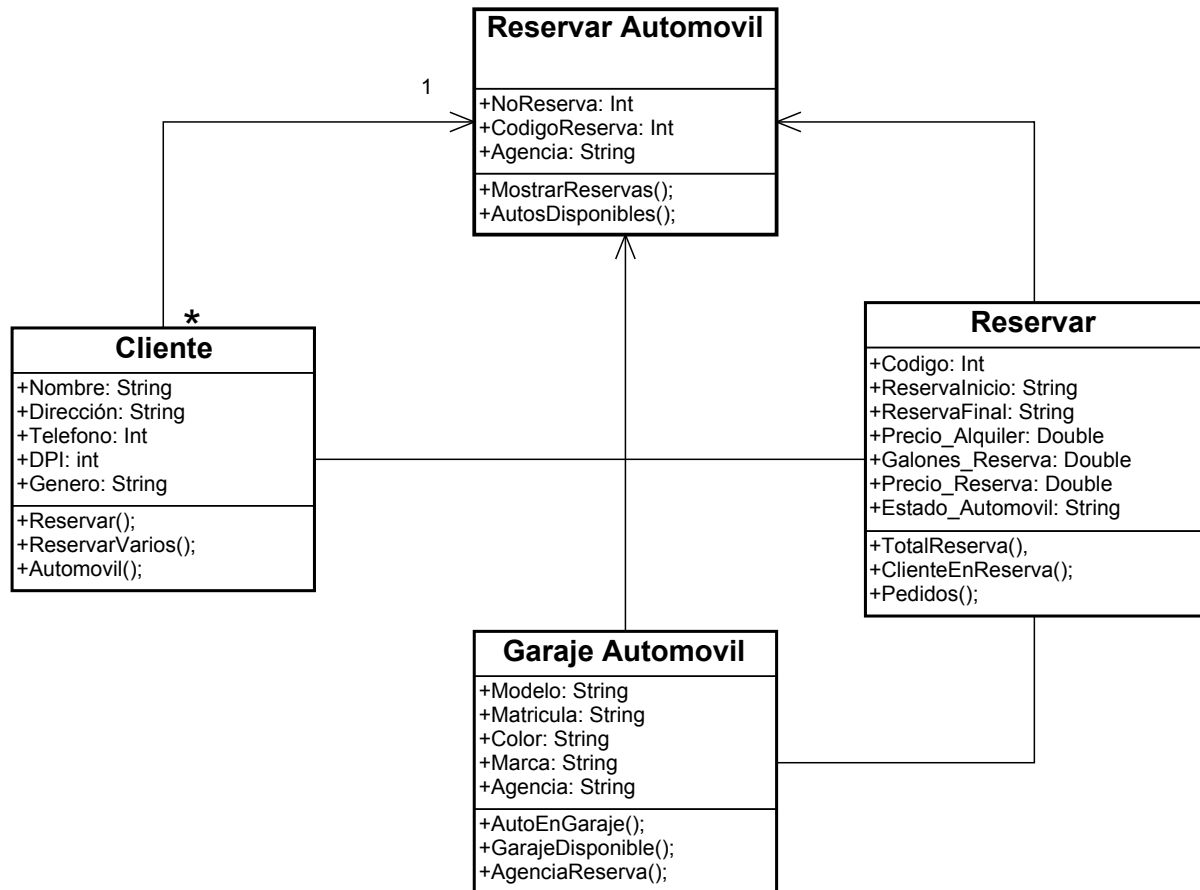 Reservar Automovil
1
+NoReserva: Int
+CodigoReserva: Int
+Agencia: String
+MostrarReservas();
+AutosDisponibles();
*
Cliente
+Nombre: String
+Dirección: String
+Telefono: Int
+DPI: int
+Genero: String
+Reservar();
+ReservarVarios();
+Automovil();
Reservar
+Codigo: Int
+ReservaInicio: String
+ReservaFinal: String
+Precio_Alquiler: Double
+Galones_Reserva: Double
+Precio_Reserva: Double
+Estado_Automovil: String
+TotalReserva(),
+ClienteEnReserva();
+Pedidos();
Garaje Automovil
+Modelo: String
+Matricula: String
+Color: String
+Marca: String
+Agencia: String
+AutoEnGaraje();
+GarajeDisponible();
+AgenciaReserva();